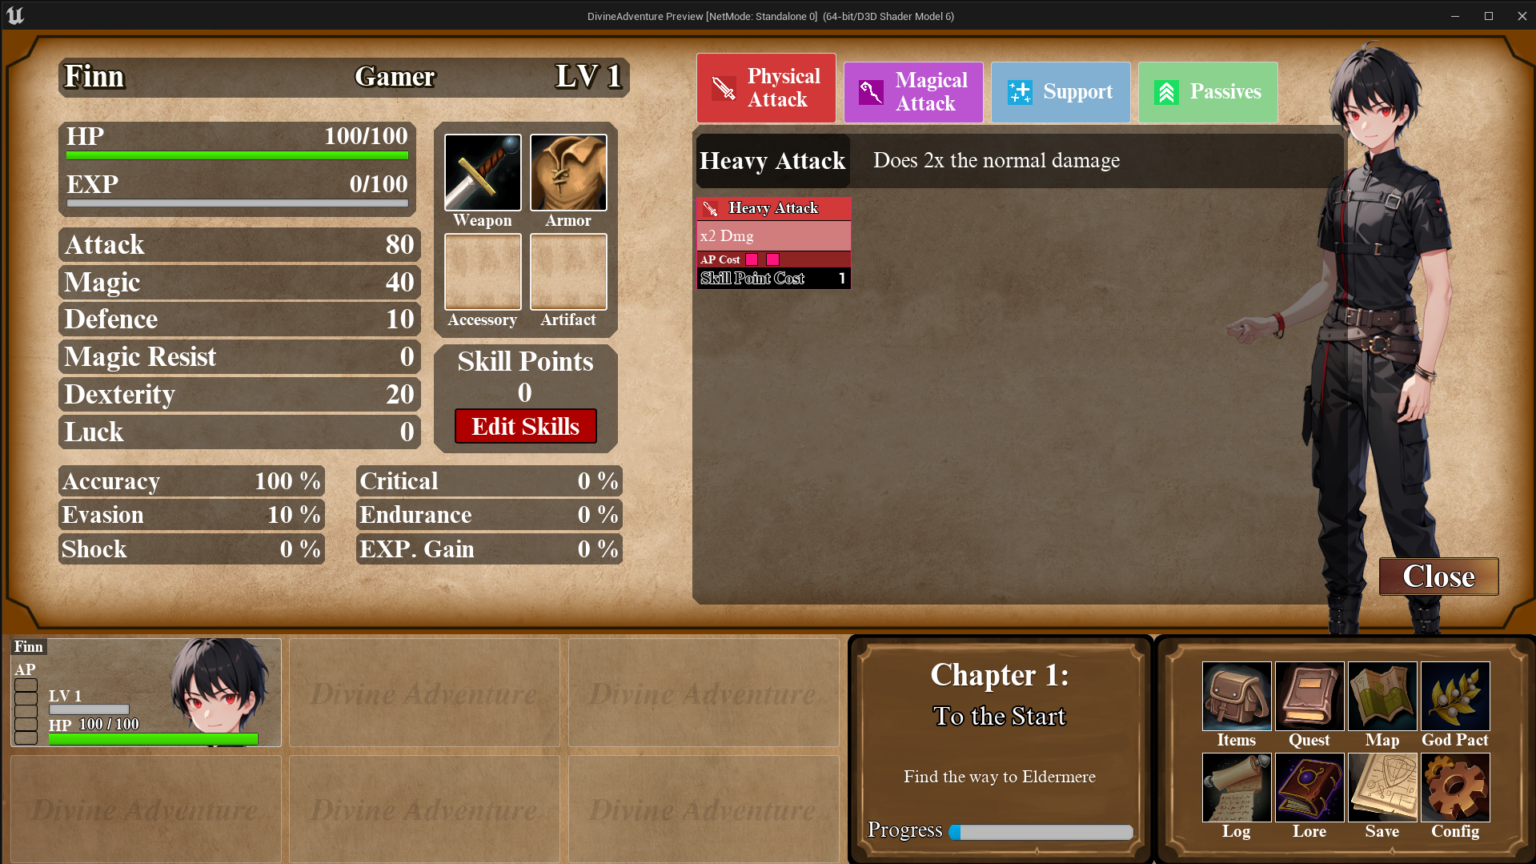 DivineAdventure Preview [NetMode: Standalone 0] (64-bit/D3D Shader Model 6)
Finn Gamer LV 1
HP 100/100
EXP 0/100
Attack 80
Magic 40
Defence 10
Magic Resist 0
Dexterity 20
Luck 0
Weapon Armor
Accessory Artifact
Skill Points
0
Edit Skills
Accuracy 100 %
Evasion 10 %
Shock 0 %
Critical 0 %
Endurance 0 %
EXP. Gain 0 %
Physical
Attack
Magical
Attack
Support
Passives
Heavy Attack Does 2x the normal damage
Heavy Attack
x2 Dmg
AP Cost
Skill Point Cost 1
Close
Finn
AP
LV 1
HP 100 / 100
Divine Adventure
Divine Adventure
Divine Adventure
Divine Adventure
Divine Adventure
Chapter 1:
To the Start
Find the way to Eldermere
Progress
Items Quest Map God Pact
Log Lore Save Config